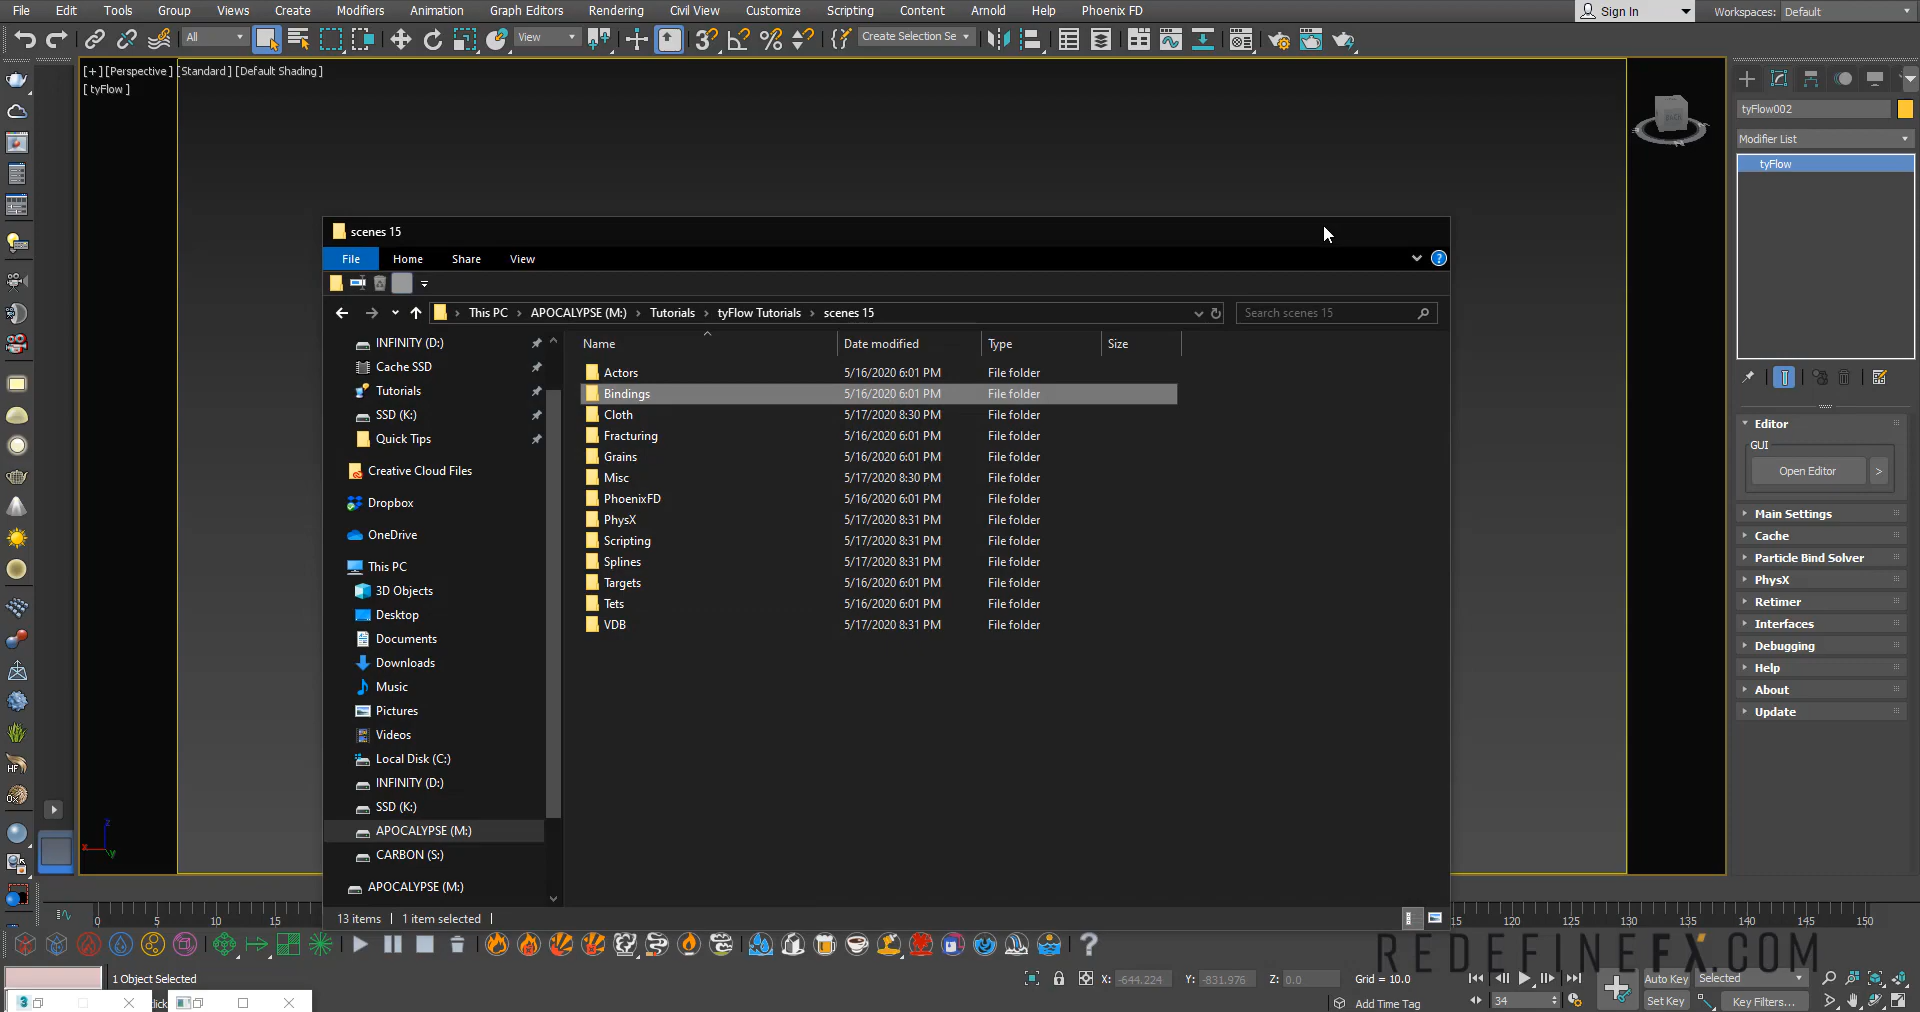 File Edit Tools Group Views Create Modifiers Animation Graph Editors Rendering Civil View Customize Scripting Content Arnold Help Phoenix FD Sign In Workspaces: Default
All View Create Selection Se
[+] [Perspective] [Standard] [Default Shading]
[tyFlow]
tyFlow002
Modifier List
tyFlow
scenes 15
File Home Share View
This PC › APOCALYPSE (M:) › Tutorials › tyFlow Tutorials › scenes 15
Search scenes 15
INFINITY (D:)
Cache SSD
Tutorials
SSD (K:)
Quick Tips
Creative Cloud Files
Dropbox
OneDrive
This PC
3D Objects
Desktop
Documents
Downloads
Music
Pictures
Videos
Local Disk (C:)
INFINITY (D:)
SSD (K:)
APOCALYPSE (M:)
CARBON (S:)
APOCALYPSE (M:)
Name Date modified Type Size
Actors 5/16/2020 6:01 PM File folder
Bindings 5/16/2020 6:01 PM File folder
Cloth 5/17/2020 8:30 PM File folder
Fracturing 5/16/2020 6:01 PM File folder
Grains 5/16/2020 6:01 PM File folder
Misc 5/17/2020 8:30 PM File folder
PhoenixFD 5/16/2020 6:01 PM File folder
PhysX 5/17/2020 8:31 PM File folder
Scripting 5/17/2020 8:31 PM File folder
Splines 5/17/2020 8:31 PM File folder
Targets 5/16/2020 6:01 PM File folder
Tets 5/16/2020 6:01 PM File folder
VDB 5/17/2020 8:31 PM File folder
13 items 1 item selected
Editor
GUI
Open Editor >
Main Settings
Cache
Particle Bind Solver
PhysX
Retimer
Interfaces
Debugging
Help
About
Update
0 5 10 15 120 125 130 135 140 145 150
REDEFINEFX.COM
1 Object Selected
X: -644.224 Y: -831.976 Z: 0.0 Grid = 10.0
Auto Key Selected
Add Time Tag
34
Set Key Key Filters...